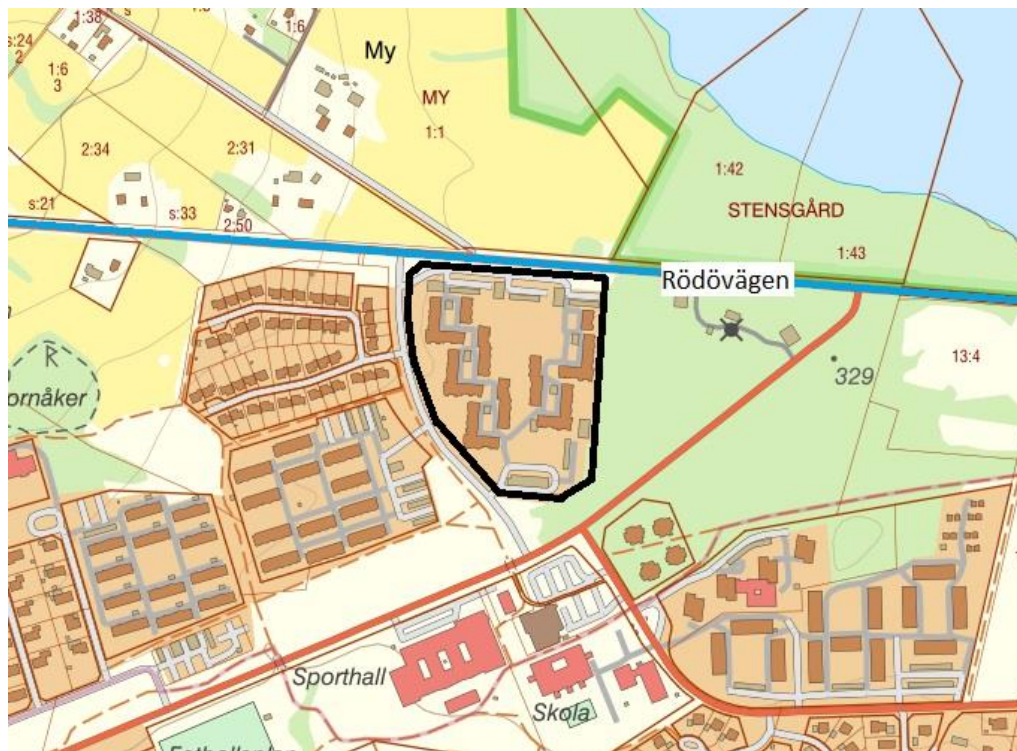 1:38
s
1:6
s:24
2
1:6
3
My
MY
1:1
2:34
2:31
1:42
STENSGÅRD
s:21
s:33
2:50
1:43
Rödövägen
329
13:4
ornåker
Sporthall
Skola
Fotbollsplan